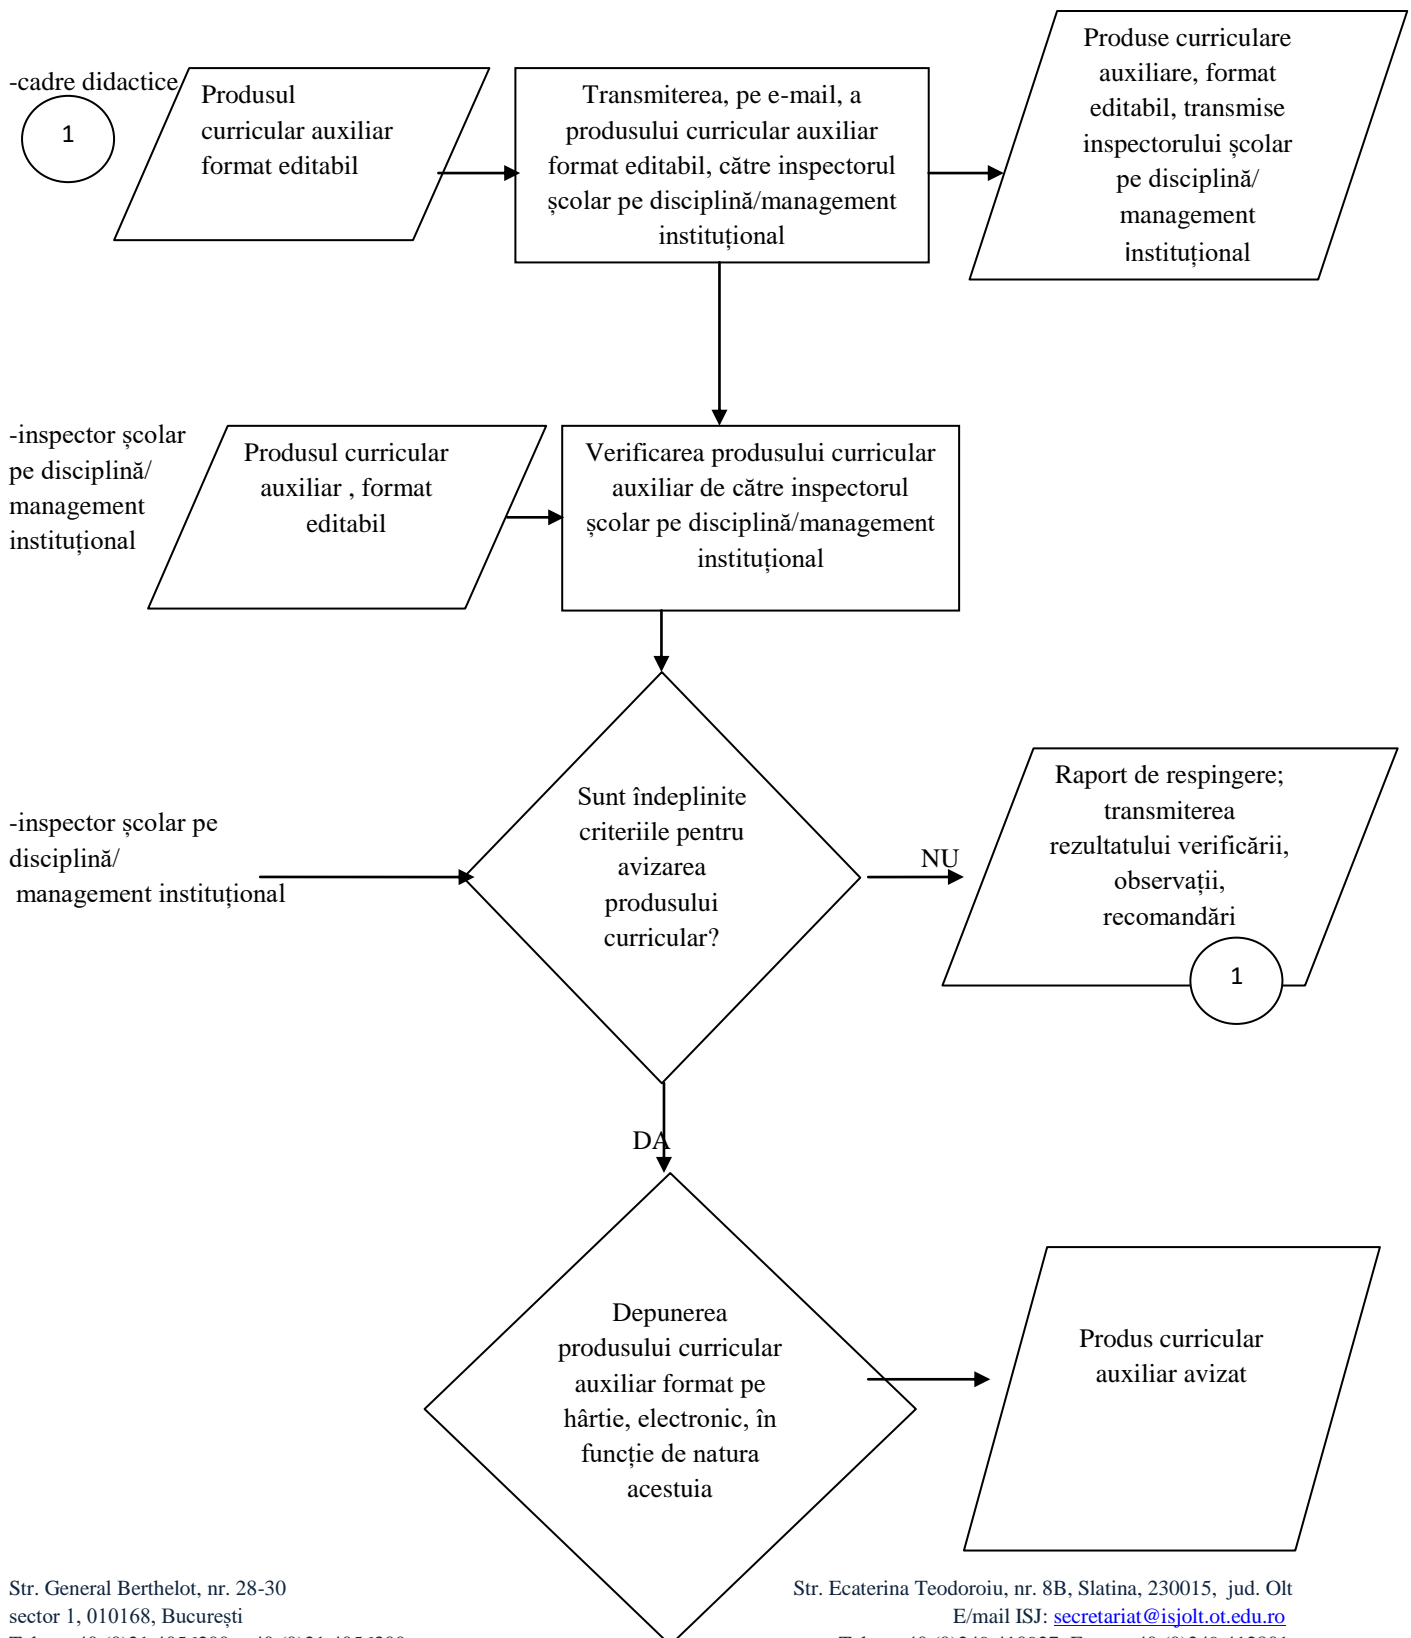 -cadre didactice
1
Produsul
curricular auxiliar
format editabil
Transmiterea, pe e-mail, a
produsului curricular auxiliar
format editabil, către inspectorul
școlar pe disciplină/management
instituțional
Produse curriculare
auxiliare, format
editabil, transmise
inspectorului școlar
pe disciplină/
management
instituțional
-inspector școlar
pe disciplină/
management
instituțional
Produsul curricular
auxiliar , format
editabil
Verificarea produsului curricular
auxiliar de către inspectorul
școlar pe disciplină/management
instituțional
-inspector școlar pe
disciplină/
management instituțional
Sunt îndeplinite
criteriile pentru
avizarea
produsului
curricular?
NU
Raport de respingere;
transmiterea
rezultatului verificării,
observații,
recomandări
1
DA
Depunerea
produsului curricular
auxiliar format pe
hârtie, electronic, în
funcție de natura
acestuia
Produs curricular
auxiliar avizat
Str. General Berthelot, nr. 28-30
sector 1, 010168, București
Str. Ecaterina Teodoroiu, nr. 8B, Slatina, 230015, jud. Olt
E/mail ISJ: secretariat@isjolt.ot.edu.ro